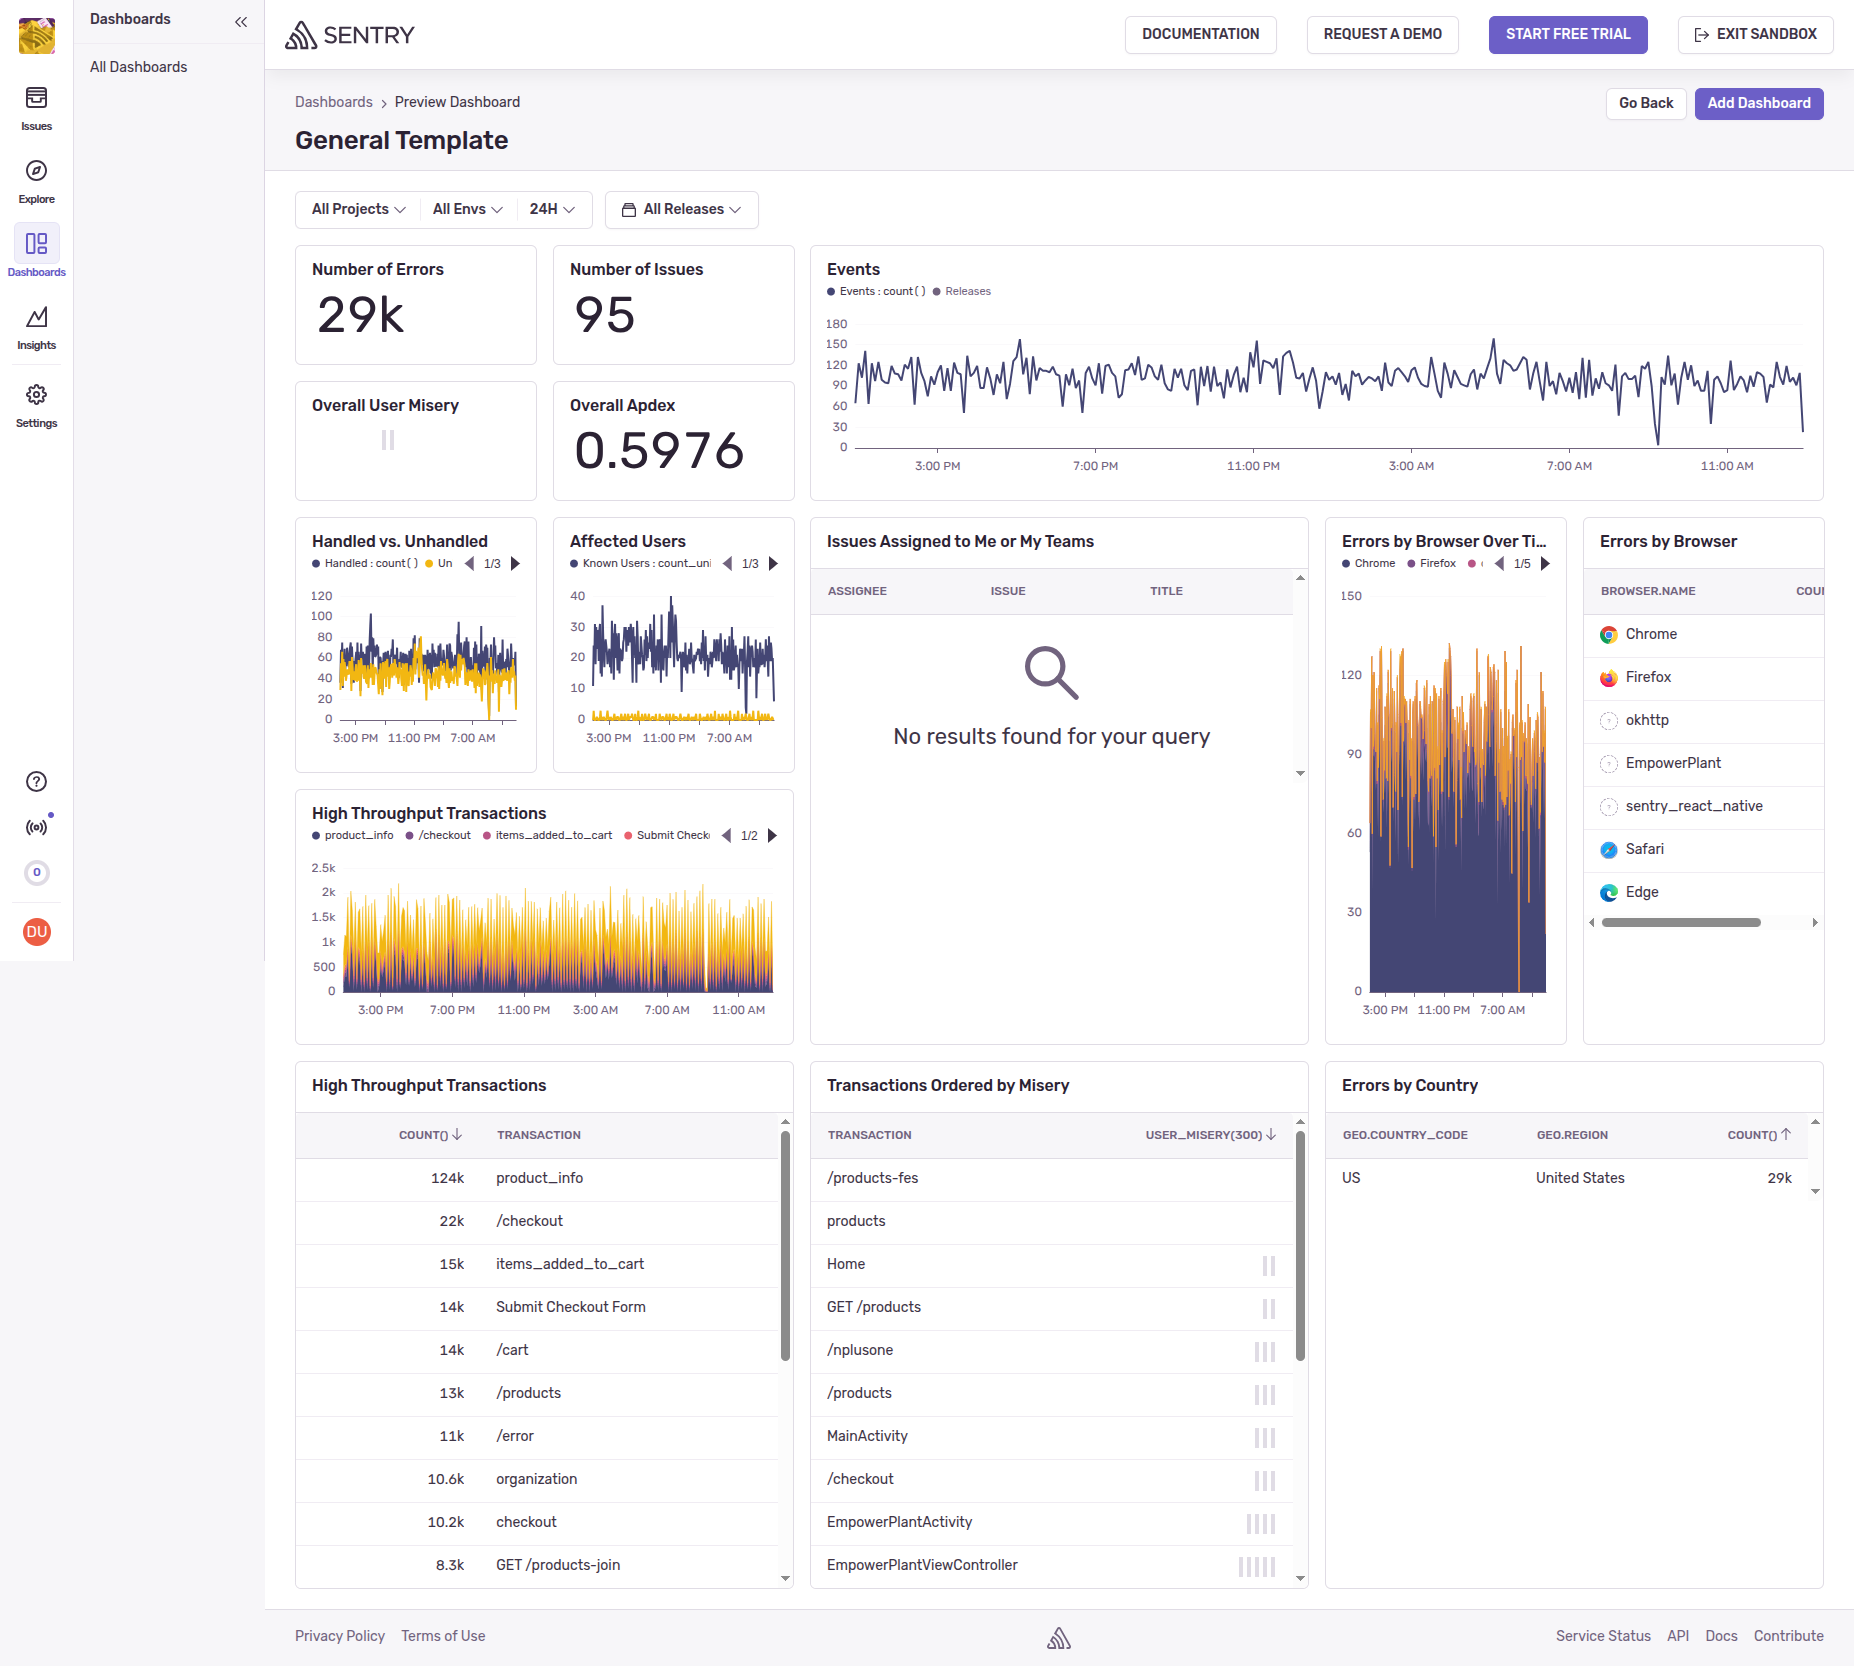 Dashboards
All Dashboards
Issues
Explore
Dashboards
Insights
Settings
0
DU
SENTRY
DOCUMENTATION
REQUEST A DEMO
START FREE TRIAL
EXIT SANDBOX
Dashboards > Preview Dashboard
General Template
Go Back
Add Dashboard
All Projects
All Envs
24H
All Releases
Number of Errors
29k
Number of Issues
95
Overall User Misery
Overall Apdex
0.5976
Events
Events : count() Releases
180
150
120
90
60
30
0
3:00 PM 7:00 PM 11:00 PM 3:00 AM 7:00 AM 11:00 AM
Handled vs. Unhandled
Handled : count() Un 1/3
120
100
80
60
40
20
0
3:00 PM 11:00 PM 7:00 AM
Affected Users
Known Users : count_uni 1/3
40
30
20
10
0
3:00 PM 11:00 PM 7:00 AM
Issues Assigned to Me or My Teams
ASSIGNEE ISSUE TITLE
No results found for your query
Errors by Browser Over Ti...
Chrome Firefox 1/5
150
120
90
60
30
0
3:00 PM 11:00 PM 7:00 AM
Errors by Browser
BROWSER.NAME COU
Chrome
Firefox
okhttp
EmpowerPlant
sentry_react_native
Safari
Edge
High Throughput Transactions
product_info /checkout items_added_to_cart Submit Check 1/2
2.5k
2k
1.5k
1k
500
0
3:00 PM 7:00 PM 11:00 PM 3:00 AM 7:00 AM 11:00 AM
High Throughput Transactions
COUNT() TRANSACTION
124k product_info
22k /checkout
15k items_added_to_cart
14k Submit Checkout Form
14k /cart
13k /products
11k /error
10.6k organization
10.2k checkout
8.3k GET /products-join
Transactions Ordered by Misery
TRANSACTION USER_MISERY(300)
/products-fes
products
Home
GET /products
/nplusone
/products
MainActivity
/checkout
EmpowerPlantActivity
EmpowerPlantViewController
Errors by Country
GEO.COUNTRY_CODE GEO.REGION COUNT()
US United States 29k
Privacy Policy Terms of Use
Service Status API Docs Contribute